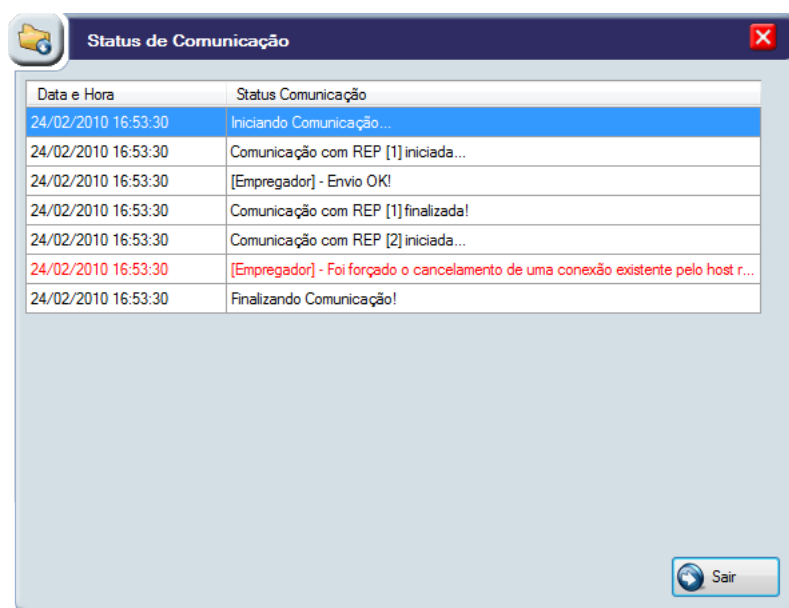 Status de Comunicação
Data e Hora Status Comunicação
24/02/2010 16:53:30 Iniciando Comunicação...
24/02/2010 16:53:30 Comunicação com REP [1] iniciada...
24/02/2010 16:53:30 [Empregador] - Envio OK!
24/02/2010 16:53:30 Comunicação com REP [1] finalizada!
24/02/2010 16:53:30 Comunicação com REP [2] iniciada...
24/02/2010 16:53:30 [Empregador] - Foi forçado o cancelamento de uma conexão existente pelo host r...
24/02/2010 16:53:30 Finalizando Comunicação!
Sair